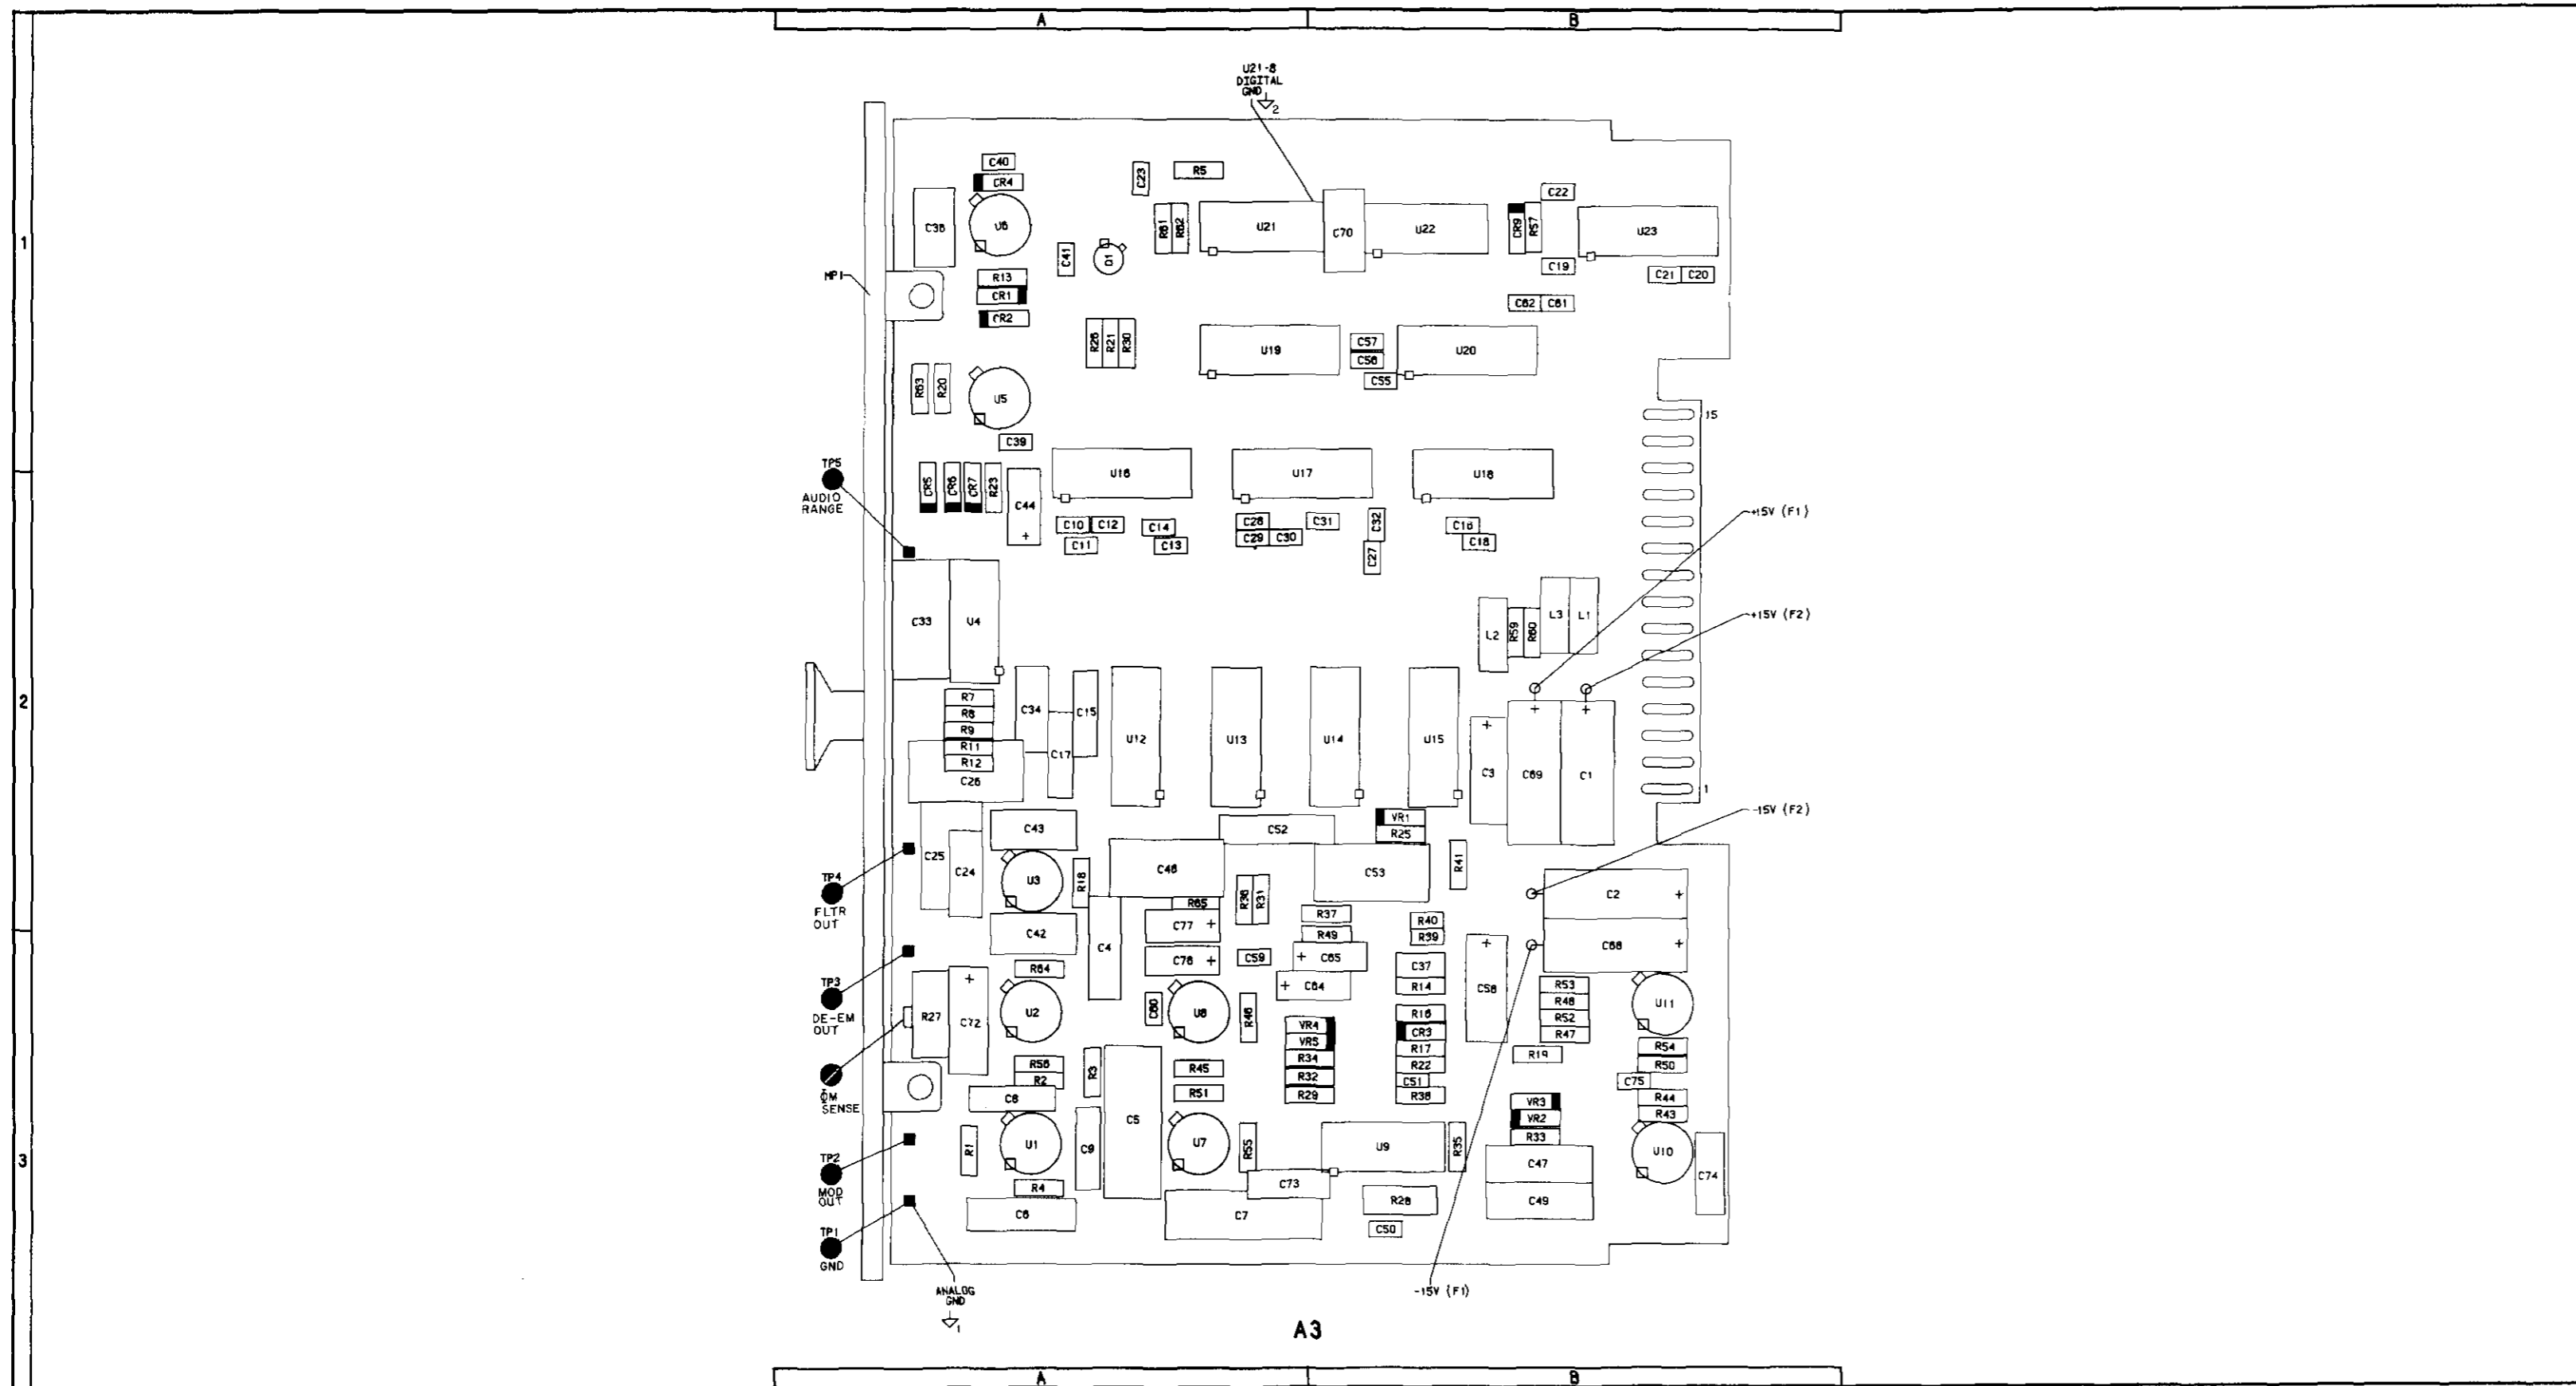 A B
U21-8
DIGITAL
GND
2
C40
CR4
C23
R5
C22
C38
U6
R61
R62
U21
C70
U22
CR9
R57
U23
C41
Q1
1
MP1
R13
CR1
CR2
C19
C21 C20
C62 C61
R26
R21
R30
U19
C57
C56
C55
U20
R63
R20
U5
15
C39
TP5
AUDIO
RANGE
CR5
CR6
CR7
R23
C44
+
U16
U17
U18
C10 C12
C11
C14
C13
C28
C29 C30
C31
C32
C27
C16
C18
+15V (F1)
C33
U4
L2
R59
R60
L3
L1
+15V (F2)
2
R7
R8
R9
R11
R12
C26
C34
C17
C15
U12
U13
U14
U15
+
C3
+
C69
+
C1
1
-15V (F2)
C43
C52
VR1
R25
C25
C24
U3
R18
C46
C53
R41
TP4
FLTR
OUT
R65
R36
R31
R37
R49
R40
R39
C2 +
C42
C4
C77 +
C76 +
C59
+ C65
+ C64
C37
R14
+
C58
C68 +
TP3
DE-EM
OUT
R64
R27
+
C72
U2
C60
U8
R46
VR4
VR5
R34
R32
R29
R16
CR3
R17
R22
C51
R38
R53
R48
R52
R47
R19
U11
R54
R50
C75
R44
R43
ΦM
SENSE
R56
R2
R3
R45
R51
C8
C5
VR3
VR2
R33
R1
U1
C9
U7
R55
U9
R35
C47
C49
U10
C74
3
TP2
MOD
OUT
R4
C6
C73
C7
R28
C50
TP1
GND
ANALOG
GND
1
-15V (F1)
A3
A B